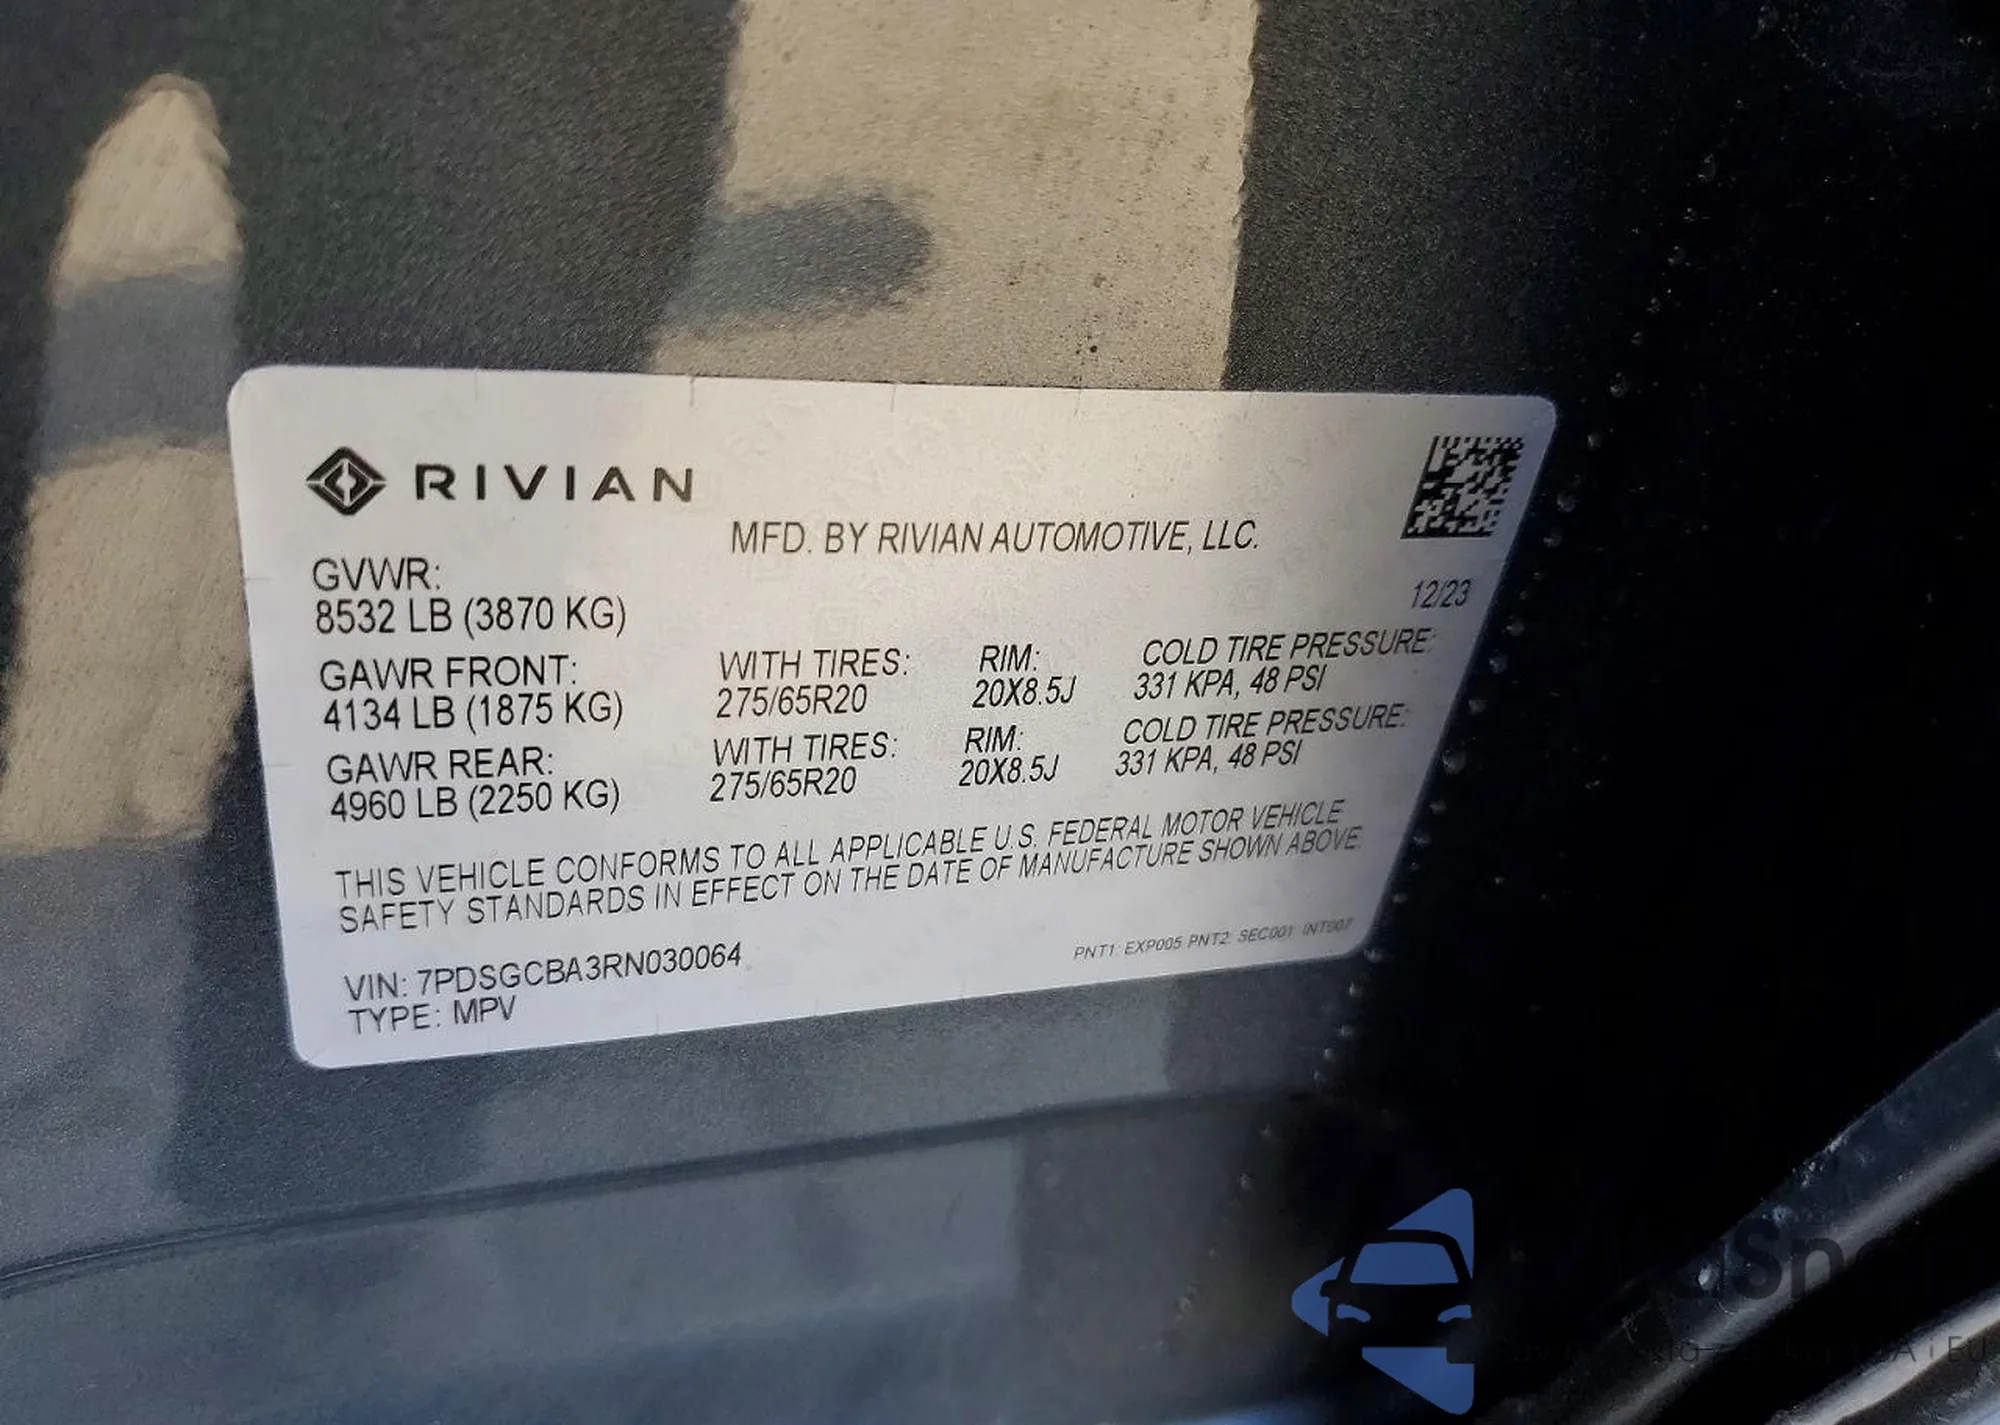 RIVIAN
MFD. BY RIVIAN AUTOMOTIVE, LLC.
12/23
GVWR:
8532 LB (3870 KG)
GAWR FRONT: WITH TIRES: RIM: COLD TIRE PRESSURE:
4134 LB (1875 KG) 275/65R20 20X8.5J 331 KPA, 48 PSI
GAWR REAR: WITH TIRES: RIM: COLD TIRE PRESSURE:
4960 LB (2250 KG) 275/65R20 20X8.5J 331 KPA, 48 PSI
THIS VEHICLE CONFORMS TO ALL APPLICABLE U.S. FEDERAL MOTOR VEHICLE
SAFETY STANDARDS IN EFFECT ON THE DATE OF MANUFACTURE SHOWN ABOVE.
PNT1: EXP005 PNT2: SEC001 INT007
VIN: 7PDSGCBA3RN030064
TYPE: MPV